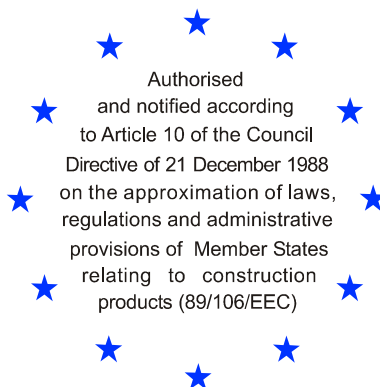 Authorised
and notified according
to Article 10 of the Council
Directive of 21 December 1988
on the approximation of laws,
regulations and administrative
provisions of Member States
relating to construction
products (89/106/EEC)